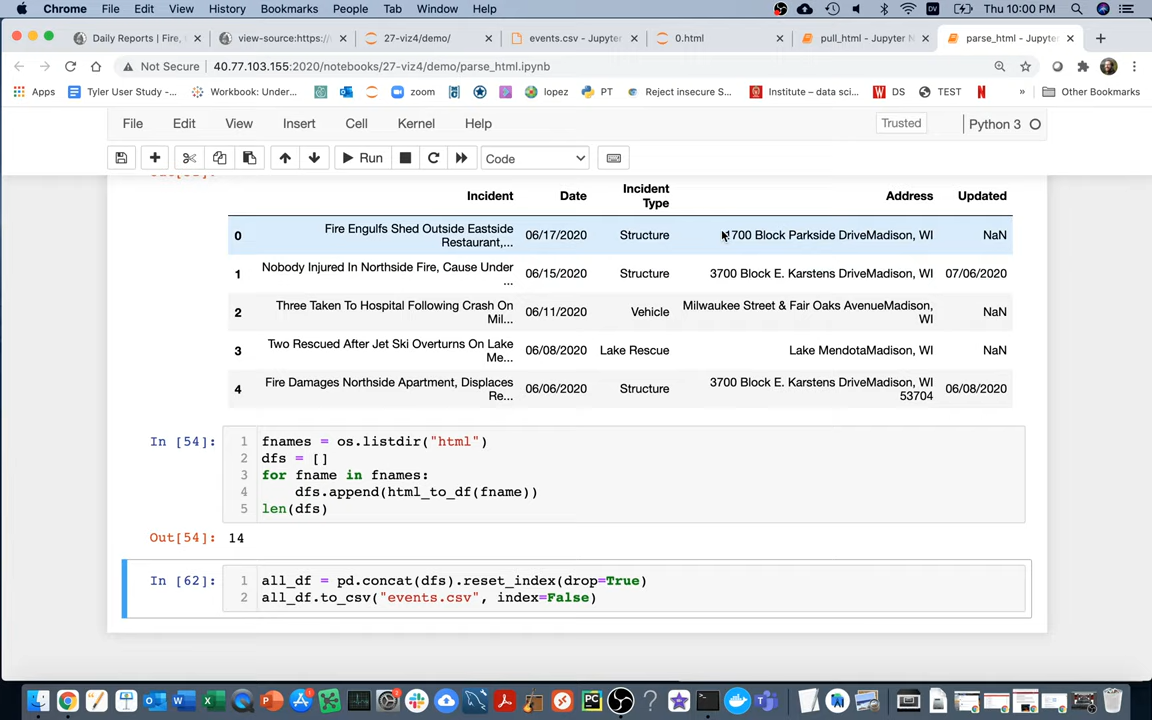 Chrome File Edit View History Bookmarks People Tab Window Help Thu 10:00 PM
Daily Reports | Fire, view-source:https:// 27-viz4/demo/ events.csv - Jupyter 0.html pull_html - Jupyter N parse_html - Jupyter
Not Secure 40.77.103.155:2020/notebooks/27-viz4/demo/parse_html.ipynb
Apps Tyler User Study -... Workbook: Under... zoom lopez PT Reject insecure S... Institute – data sci... DS TEST » Other Bookmarks
File Edit View Insert Cell Kernel Help Trusted Python 3
Run Code
Incident Date Incident Type Address Updated
0 Fire Engulfs Shed Outside Eastside Restaurant,... 06/17/2020 Structure 1700 Block Parkside DriveMadison, WI NaN
1 Nobody Injured In Northside Fire, Cause Under ... 06/15/2020 Structure 3700 Block E. Karstens DriveMadison, WI 07/06/2020
2 Three Taken To Hospital Following Crash On Mil... 06/11/2020 Vehicle Milwaukee Street & Fair Oaks AvenueMadison, WI NaN
3 Two Rescued After Jet Ski Overturns On Lake Me... 06/08/2020 Lake Rescue Lake MendotaMadison, WI NaN
4 Fire Damages Northside Apartment, Displaces Re... 06/06/2020 Structure 3700 Block E. Karstens DriveMadison, WI 53704 06/08/2020
In [54]: 1 fnames = os.listdir("html")
2 dfs = []
3 for fname in fnames:
4 dfs.append(html_to_df(fname))
5 len(dfs)
Out[54]: 14
In [62]: 1 all_df = pd.concat(dfs).reset_index(drop=True)
2 all_df.to_csv("events.csv", index=False)